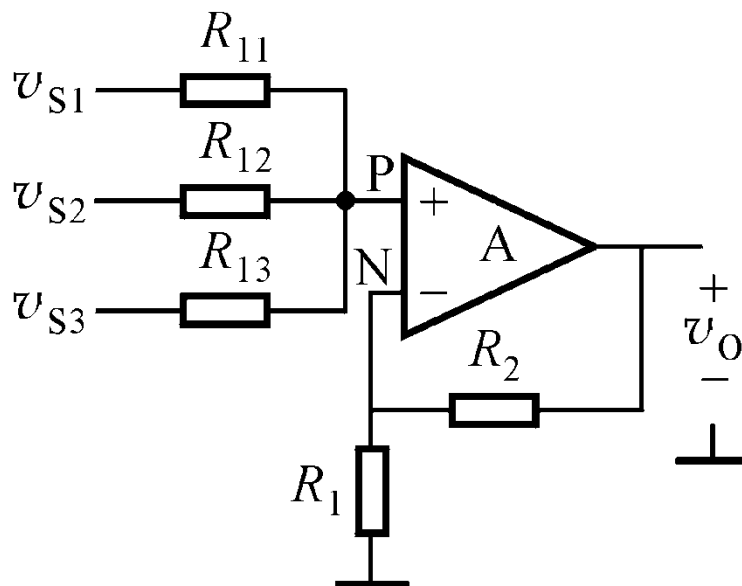 R11
vS1
R12
P
vS2
+
A
R13
N
vS3
−
+
R2
vO
−
R1